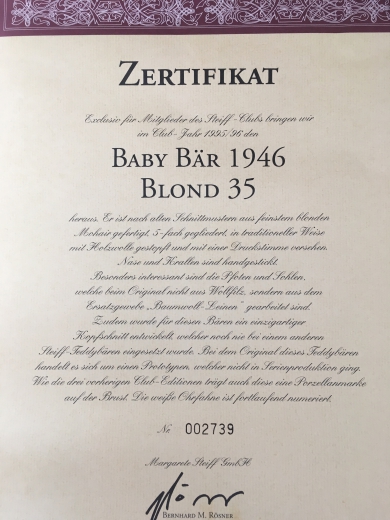 ZERTIFIKAT
Exclusiv für Mitglieder des Steiff-Clubs bringen wir
im Club-Jahr 1995/96 den
BABY BÄR 1946
BLOND 35
heraus. Er ist nach alten Schnittmustern aus feinstem blonden
Mohair gefertigt, 5-fach gegliedert, in traditioneller Weise
mit Holzwolle gestopft und mit einer Druckstimme versehen.
Nase und Krallen sind handgestickt.
Besonders interessant sind die Pfoten und Sohlen,
welche beim Original nicht aus Wollfilz, sondern aus dem
Ersatzgewebe „Baumwoll-Leinen" gearbeitet sind.
Zudem wurde für diesen Bären ein einzigartiger
Kopfschnitt entwickelt, welcher noch nie bei einem anderen
Steiff-Teddybären eingesetzt wurde. Bei dem Original dieses Teddybären
handelt es sich um einen Prototypen, welcher nicht in Serienproduktion ging.
Wie die drei vorherigen Club-Editionen trägt auch diese eine Porzellanmarke
auf der Brust. Die weiße Ohrfahne ist fortlaufend numeriert.
Nr. 002739
Margarete Steiff GmbH
BERNHARD M. RÖSNER